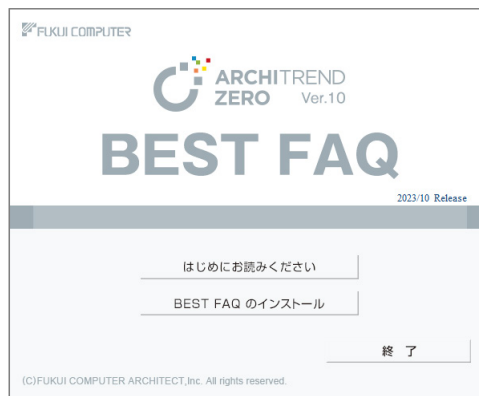 FUKUI COMPUTER
ARCHITREND
ZERO Ver.10
BEST FAQ
2023/10 Release
はじめにお読みください
BEST FAQ のインストール
終 了
(C)FUKUI COMPUTER ARCHITECT,Inc. All rights reserved.